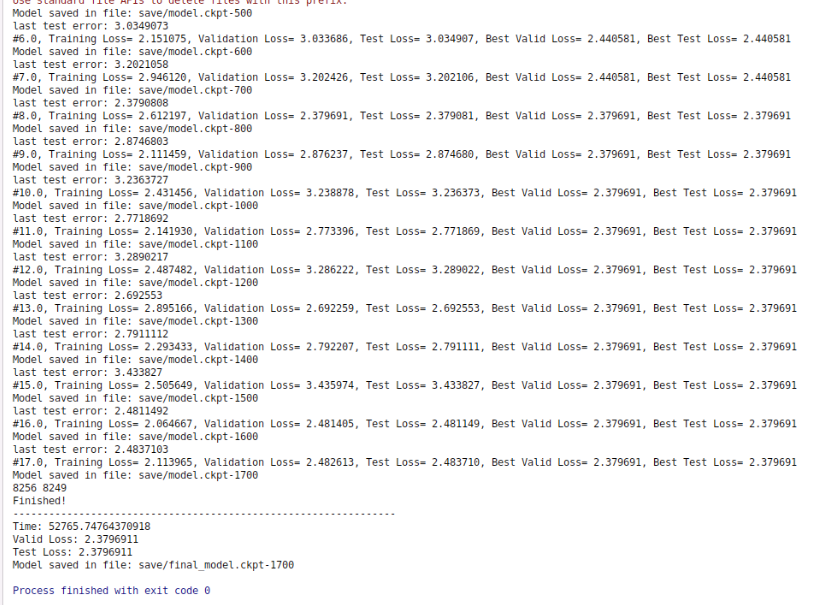 Use standard file APIs to delete files with this prefix.
Model saved in file: save/model.ckpt-500
last test error: 3.0349073
#6.0, Training Loss= 2.151075, Validation Loss= 3.033686, Test Loss= 3.034907, Best Valid Loss= 2.440581, Best Test Loss= 2.440581
Model saved in file: save/model.ckpt-600
last test error: 3.2021058
#7.0, Training Loss= 2.946120, Validation Loss= 3.202426, Test Loss= 3.202106, Best Valid Loss= 2.440581, Best Test Loss= 2.440581
Model saved in file: save/model.ckpt-700
last test error: 2.3790808
#8.0, Training Loss= 2.612197, Validation Loss= 2.379691, Test Loss= 2.379081, Best Valid Loss= 2.379691, Best Test Loss= 2.379691
Model saved in file: save/model.ckpt-800
last test error: 2.8746803
#9.0, Training Loss= 2.111459, Validation Loss= 2.876237, Test Loss= 2.874680, Best Valid Loss= 2.379691, Best Test Loss= 2.379691
Model saved in file: save/model.ckpt-900
last test error: 3.2363727
#10.0, Training Loss= 2.431456, Validation Loss= 3.238878, Test Loss= 3.236373, Best Valid Loss= 2.379691, Best Test Loss= 2.379691
Model saved in file: save/model.ckpt-1000
last test error: 2.7718692
#11.0, Training Loss= 2.141930, Validation Loss= 2.773396, Test Loss= 2.771869, Best Valid Loss= 2.379691, Best Test Loss= 2.379691
Model saved in file: save/model.ckpt-1100
last test error: 3.2890217
#12.0, Training Loss= 2.487482, Validation Loss= 3.286222, Test Loss= 3.289022, Best Valid Loss= 2.379691, Best Test Loss= 2.379691
Model saved in file: save/model.ckpt-1200
last test error: 2.692553
#13.0, Training Loss= 2.895166, Validation Loss= 2.692259, Test Loss= 2.692553, Best Valid Loss= 2.379691, Best Test Loss= 2.379691
Model saved in file: save/model.ckpt-1300
last test error: 2.7911112
#14.0, Training Loss= 2.293433, Validation Loss= 2.792207, Test Loss= 2.791111, Best Valid Loss= 2.379691, Best Test Loss= 2.379691
Model saved in file: save/model.ckpt-1400
last test error: 3.433827
#15.0, Training Loss= 2.505649, Validation Loss= 3.435974, Test Loss= 3.433827, Best Valid Loss= 2.379691, Best Test Loss= 2.379691
Model saved in file: save/model.ckpt-1500
last test error: 2.4811492
#16.0, Training Loss= 2.064667, Validation Loss= 2.481405, Test Loss= 2.481149, Best Valid Loss= 2.379691, Best Test Loss= 2.379691
Model saved in file: save/model.ckpt-1600
last test error: 2.4837103
#17.0, Training Loss= 2.113965, Validation Loss= 2.482613, Test Loss= 2.483710, Best Valid Loss= 2.379691, Best Test Loss= 2.379691
Model saved in file: save/model.ckpt-1700
8256 8249
Finished!
----------------------------------------------------------------
Time: 52765.74764370918
Valid Loss: 2.3796911
Test Loss: 2.3796911
Model saved in file: save/final_model.ckpt-1700
Process finished with exit code 0